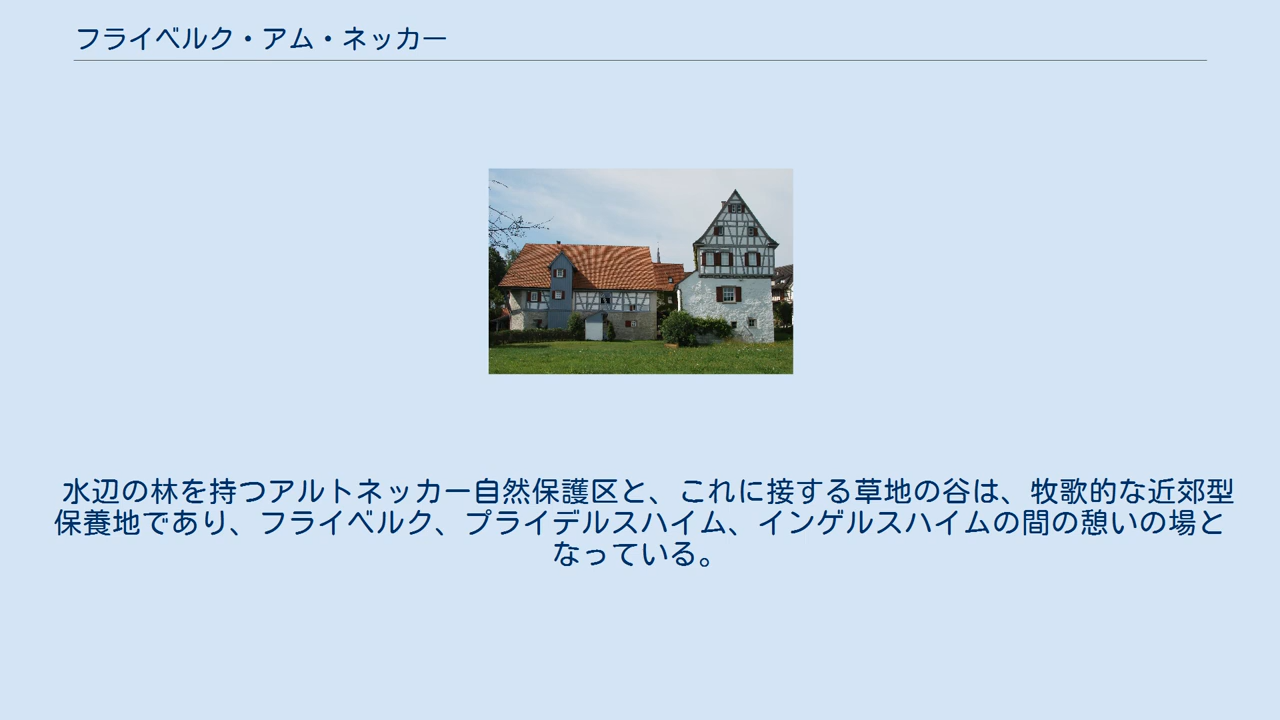 フライベルク・アム・ネッカー
水辺の林を持つアルトネッカー自然保護区と、これに接する草地の谷は、牧歌的な近郊型
保養地であり、フライベルク、プライデルスハイム、インゲルスハイムの間の憩いの場と
なっている。